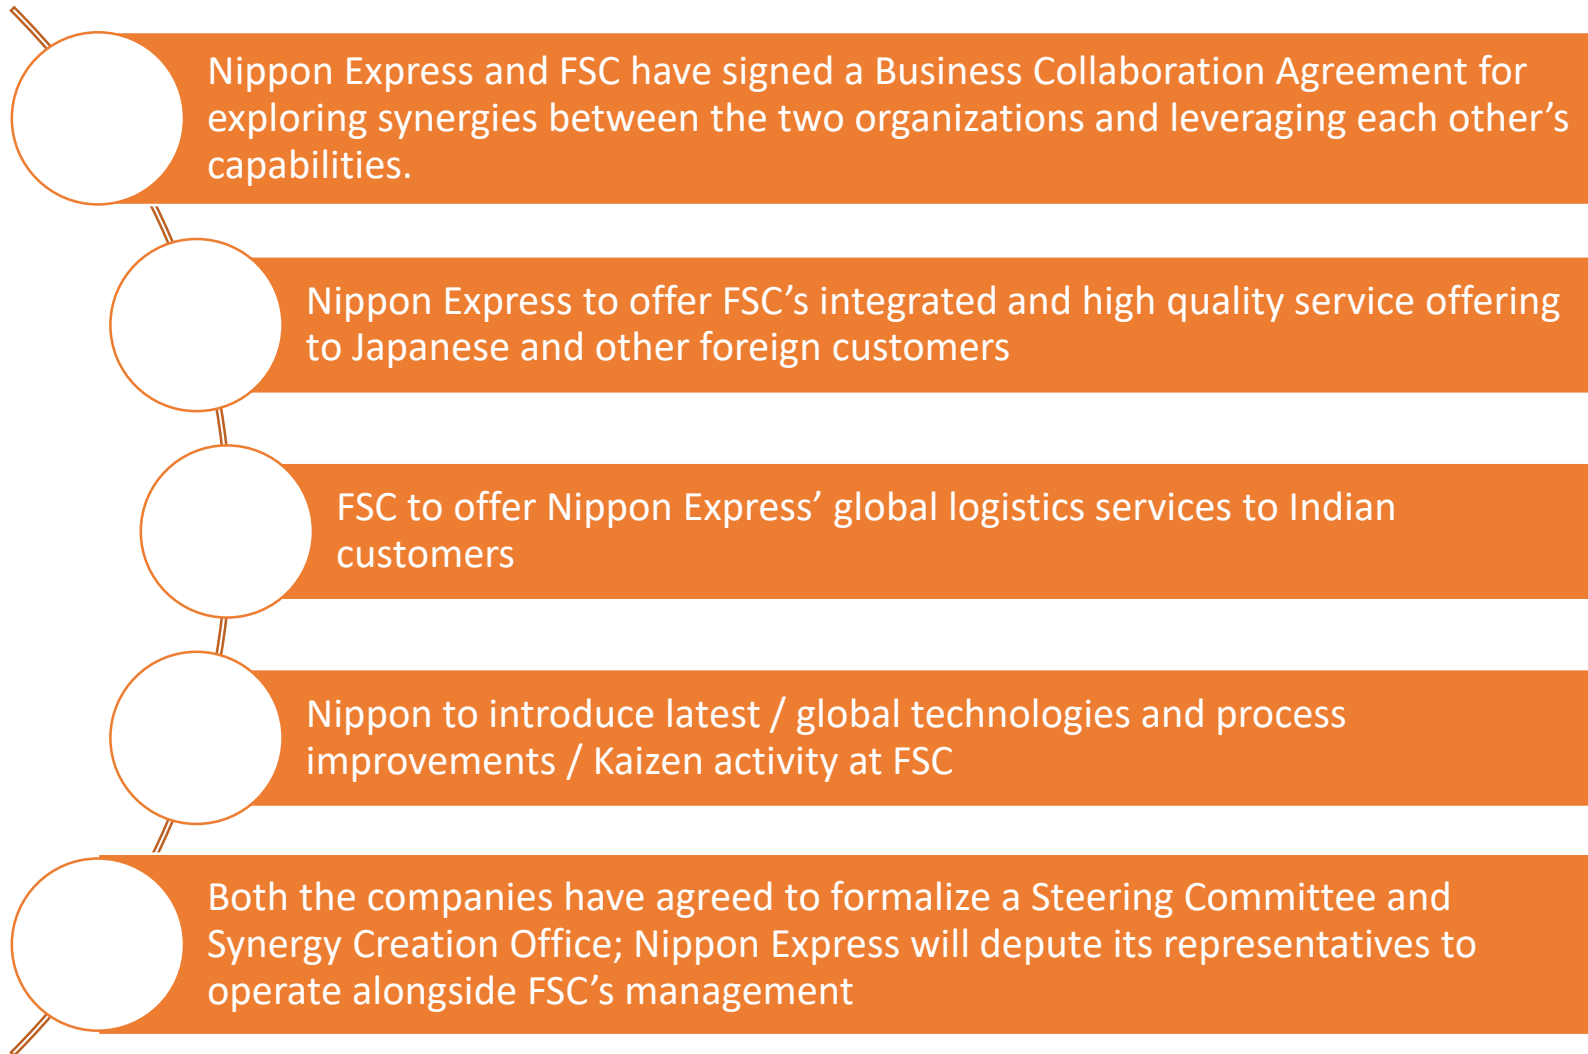 Nippon Express and FSC have signed a Business Collaboration Agreement for
exploring synergies between the two organizations and leveraging each other’s
capabilities.
Nippon Express to offer FSC’s integrated and high quality service offering
to Japanese and other foreign customers
FSC to offer Nippon Express’ global logistics services to Indian
customers
Nippon to introduce latest / global technologies and process
improvements / Kaizen activity at FSC
Both the companies have agreed to formalize a Steering Committee and
Synergy Creation Office; Nippon Express will depute its representatives to
operate alongside FSC’s management